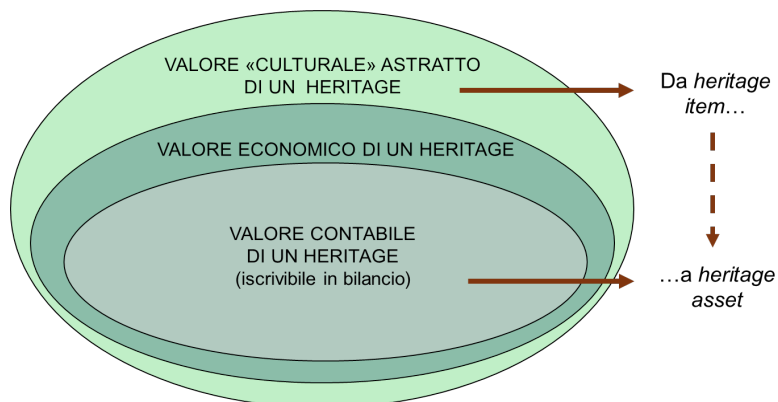 VALORE «CULTURALE» ASTRATTO
DI UN HERITAGE
Da heritage
item…
VALORE ECONOMICO DI UN HERITAGE
VALORE CONTABILE
DI UN HERITAGE
(iscrivibile in bilancio)
…a heritage
asset